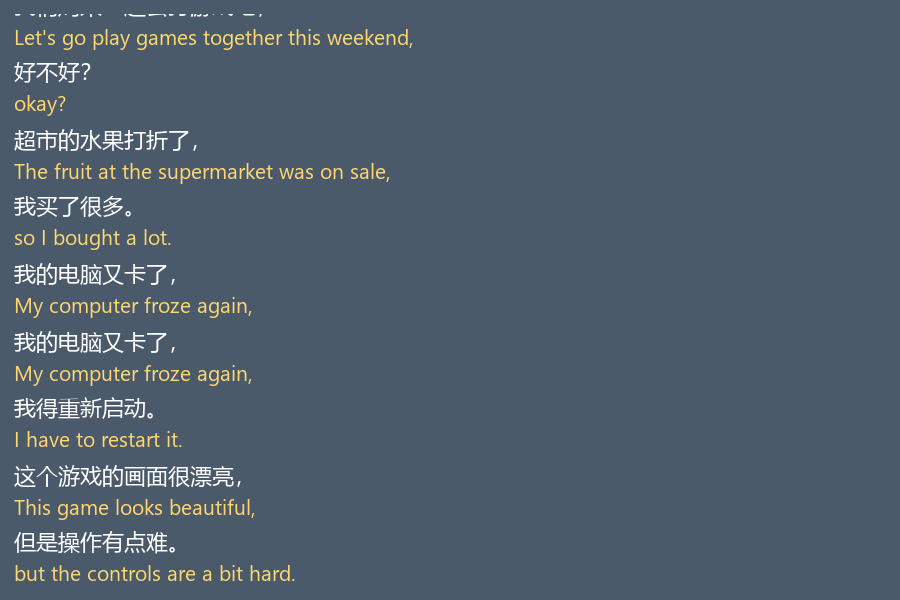 Let's go play games together this weekend,
好不好？
okay?
超市的水果打折了，
The fruit at the supermarket was on sale,
我买了很多。
so I bought a lot.
我的电脑又卡了，
My computer froze again,
我的电脑又卡了，
My computer froze again,
我得重新启动。
I have to restart it.
这个游戏的画面很漂亮，
This game looks beautiful,
但是操作有点难。
but the controls are a bit hard.